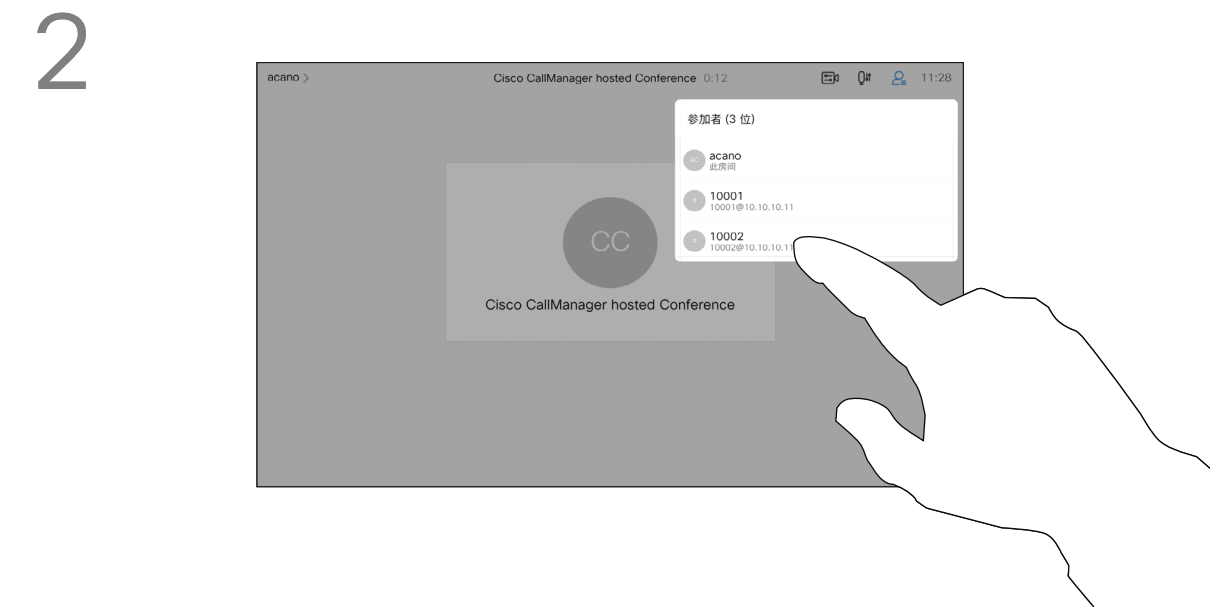 2
acano >
Cisco CallManager hosted Conference 0:12
11:28
参加者 (3 位)
AC
acano
此房间
10001
10001@10.10.10.11
10002
10002@10.10.10.11
CC
Cisco CallManager hosted Conference